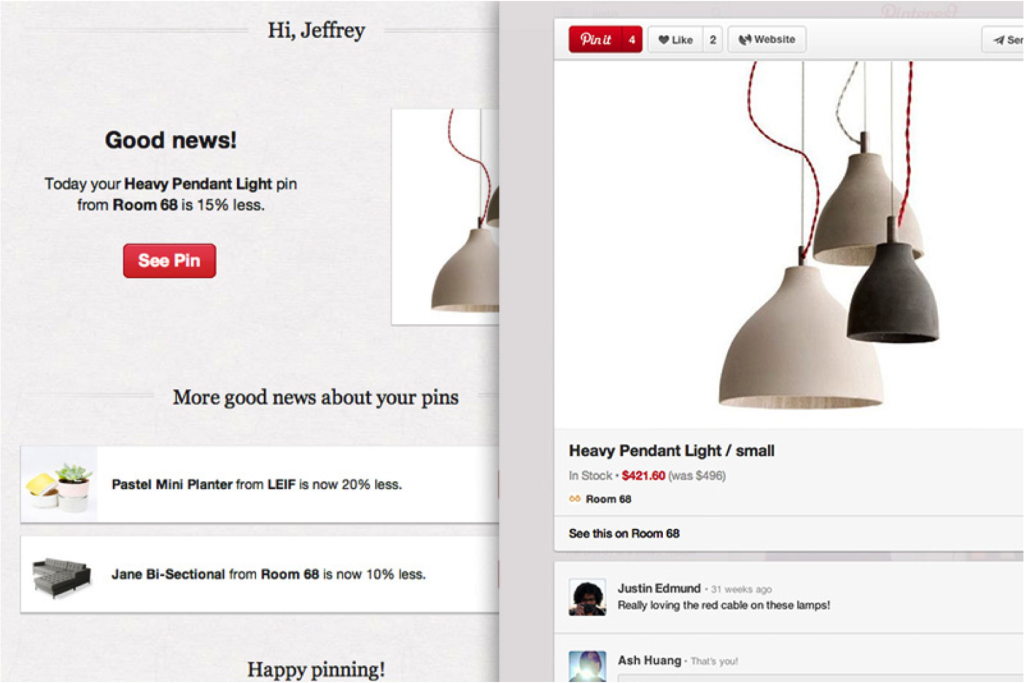 Hi, Jeffrey
Good news!
Today your Heavy Pendant Light pin
from Room 68 is 15% less.
See Pin
More good news about your pins
Pastel Mini Planter from LEIF is now 20% less.
Jane Bi-Sectional from Room 68 is now 10% less.
Happy pinning!
Pinterest
Pin it 4 Like 2 Website
Heavy Pendant Light / small
In Stock • $421.60 (was $496)
Room 68
See this on Room 68
Justin Edmund • 31 weeks ago
Really loving the red cable on these lamps!
Ash Huang • That's you!